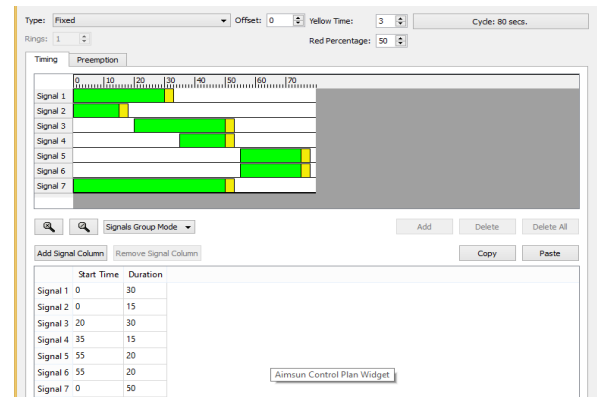 Type: Fixed Offset: 0 Yellow Time: 3 Cycle: 80 secs.
Rings: 1 Red Percentage: 50
Timing Preemption
0 10 20 30 40 50 60 70
Signal 1
Signal 2
Signal 3
Signal 4
Signal 5
Signal 6
Signal 7
Signals Group Mode Add Delete Delete All
Add Signal Column Remove Signal Column Copy Paste
Start Time Duration
Signal 1 0 30
Signal 2 0 15
Signal 3 20 30
Signal 4 35 15
Signal 5 55 20
Signal 6 55 20
Aimsun Control Plan Widget
Signal 7 0 50